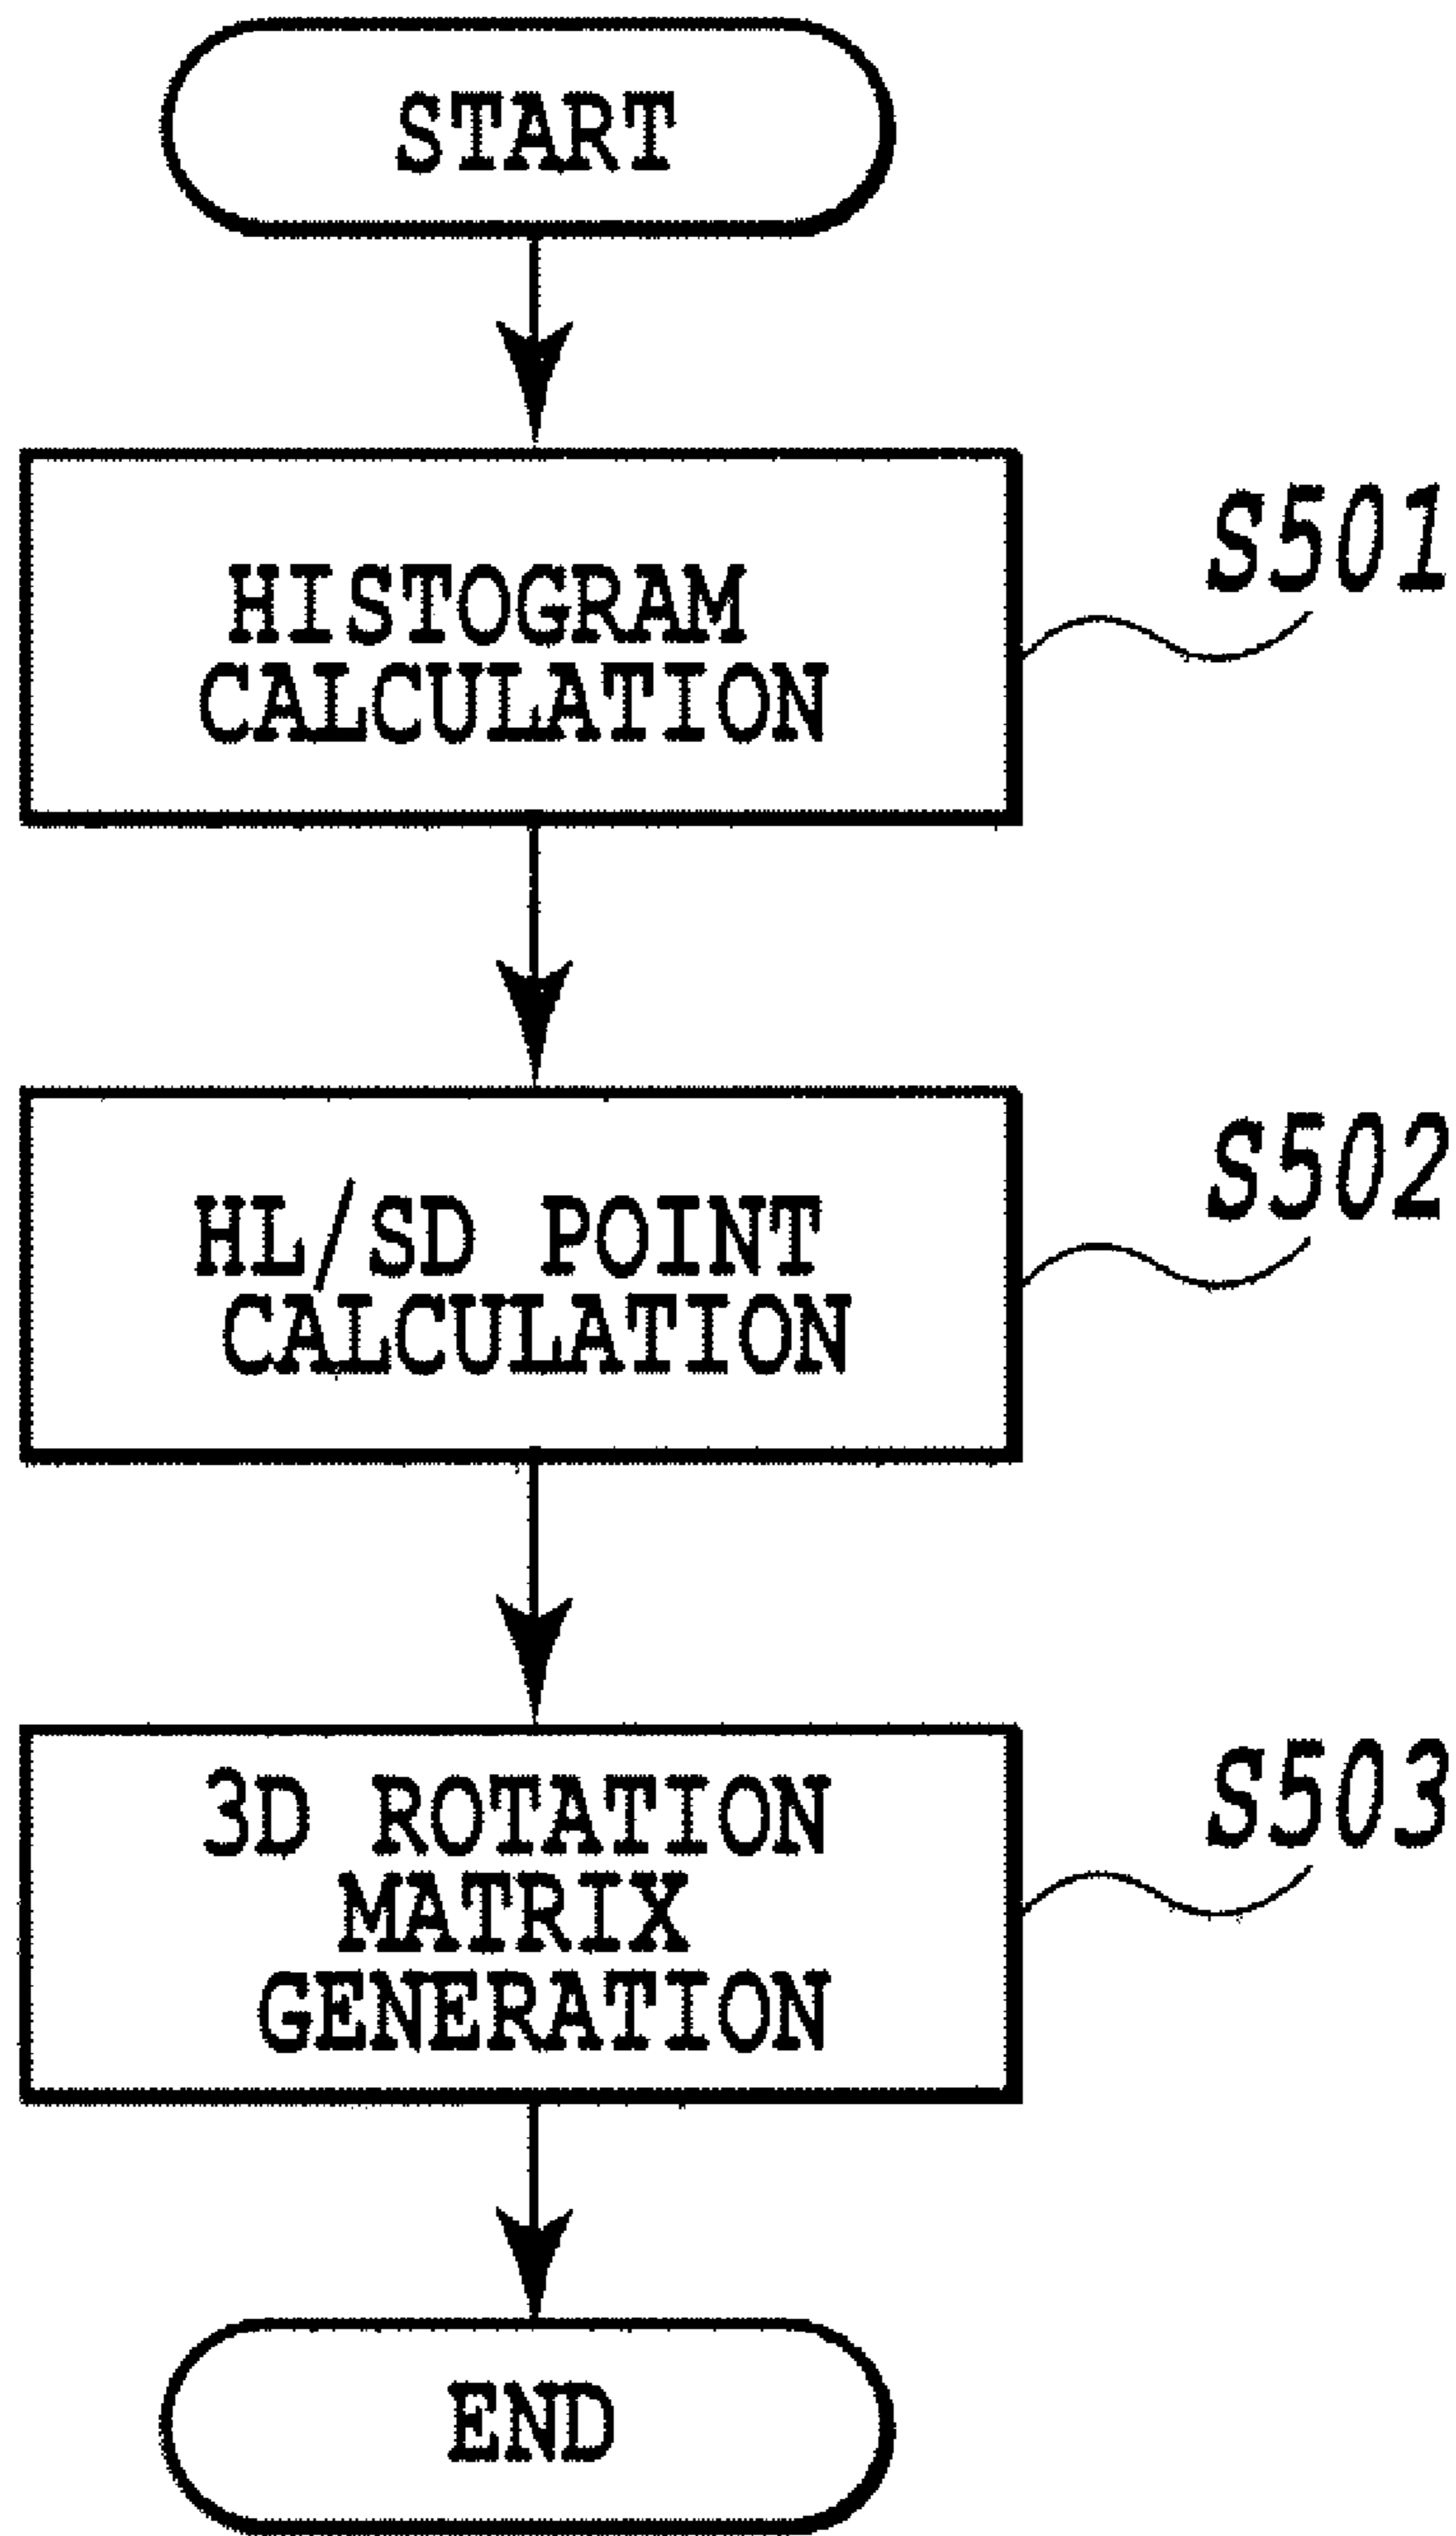 START
HISTOGRAM
CALCULATION
S501
HL/SD POINT
CALCULATION
S502
3D ROTATION
MATRIX
GENERATION
S503
END